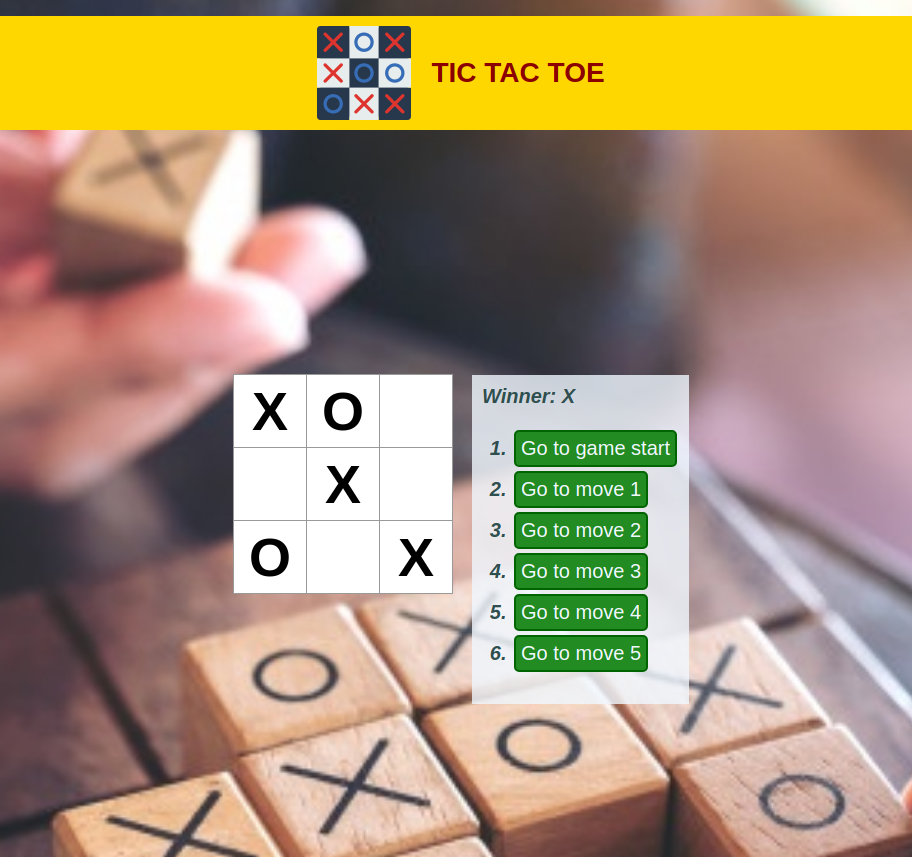 TIC TAC TOE
X O
X
O X
Winner: X
1. Go to game start
2. Go to move 1
3. Go to move 2
4. Go to move 3
5. Go to move 4
6. Go to move 5